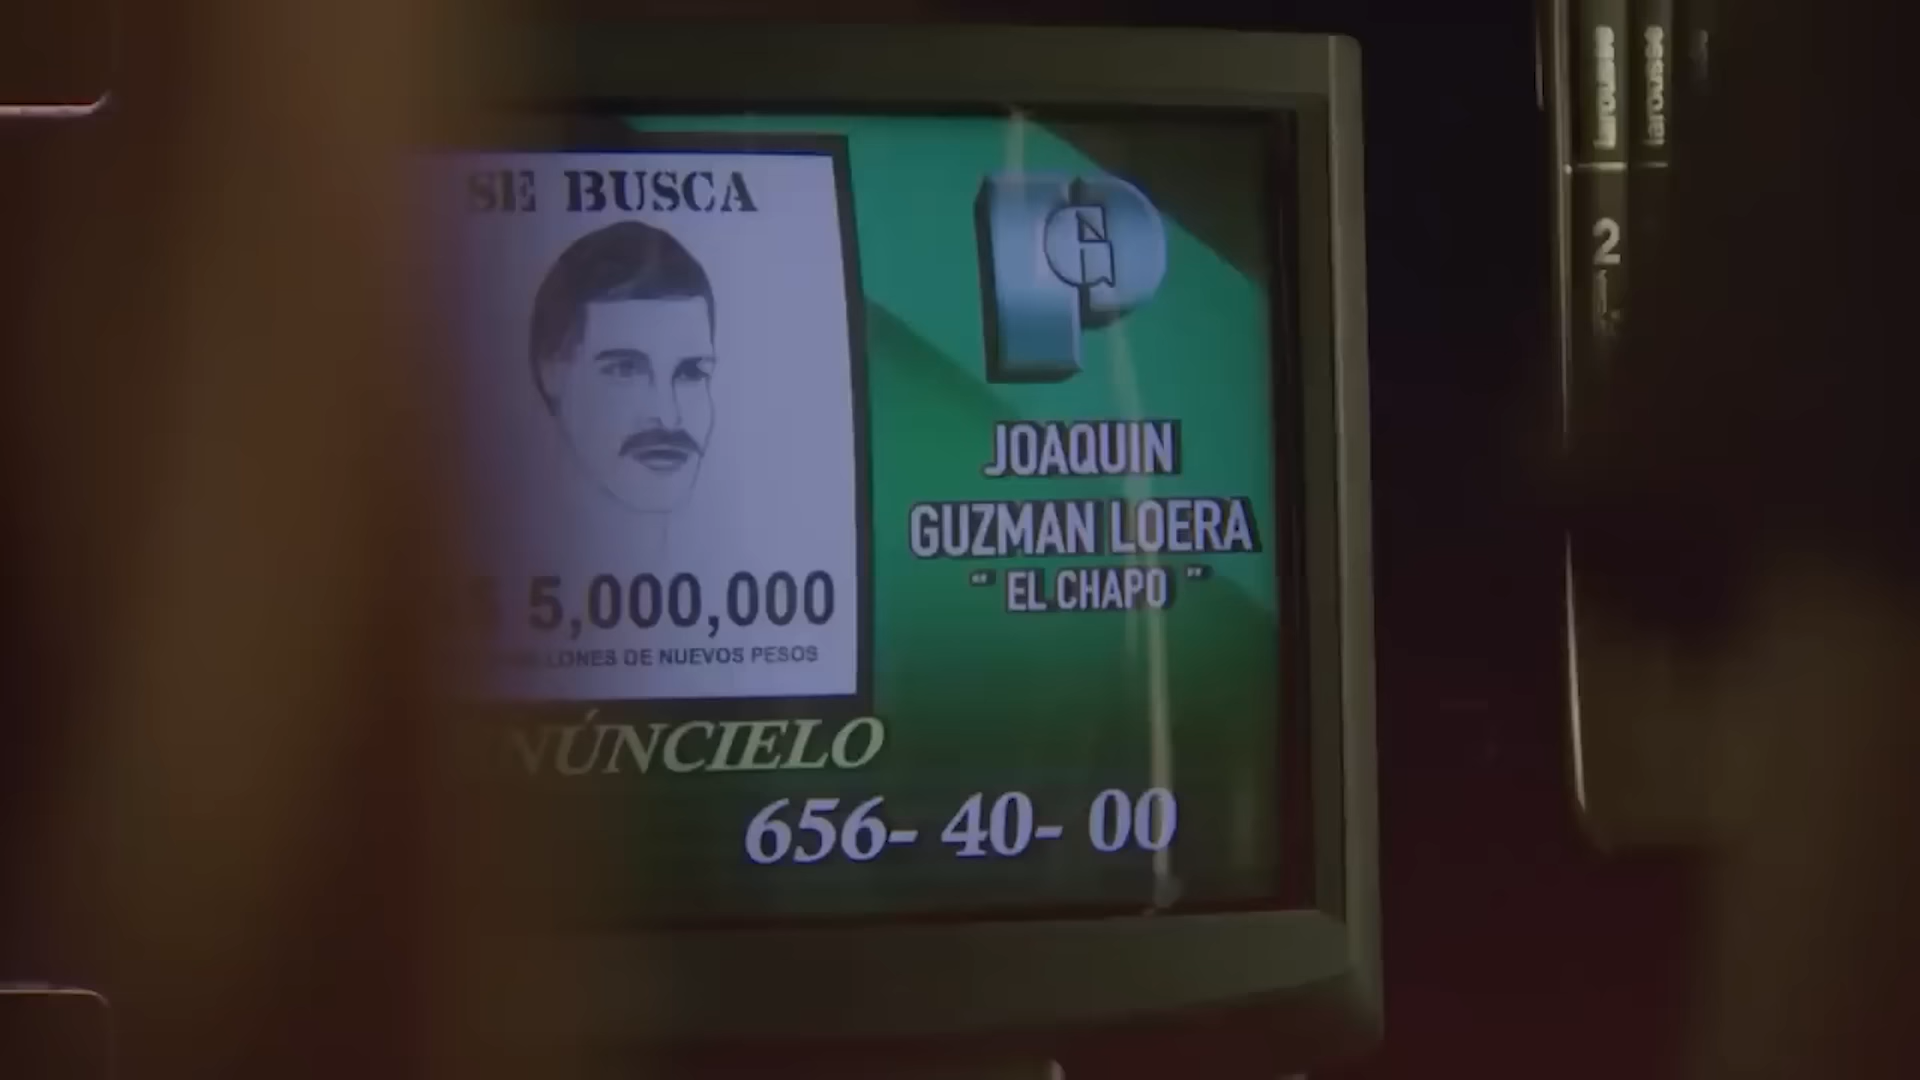 SE BUSCA
5,000,000
LONES DE NUEVOS PESOS
NÚNCIELO
656- 40- 00
JOAQUIN
GUZMAN LOERA
" EL CHAPO "
larousse
larousse
2